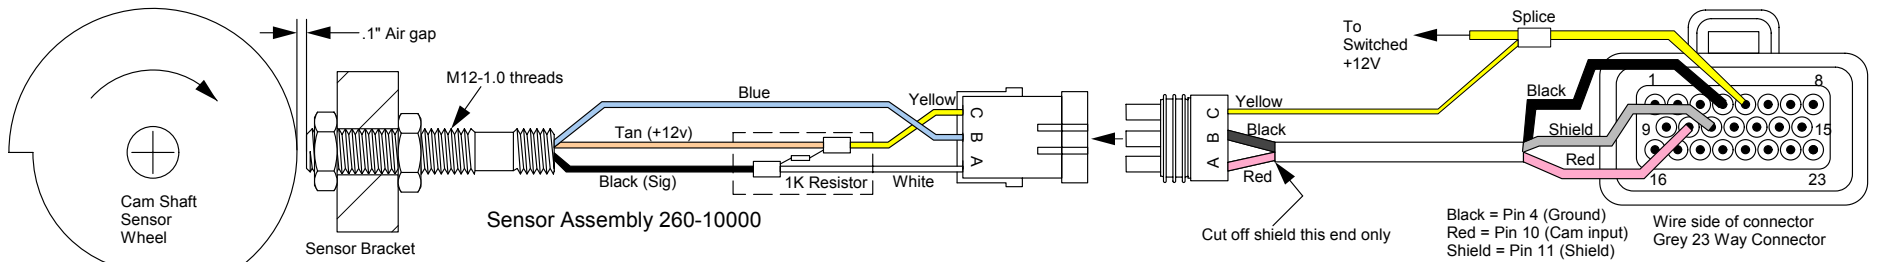 .1" Air gap
M12-1.0 threads
Cam Shaft
Sensor
Wheel
Sensor Bracket
Blue
Tan (+12v)
Black (Sig)
1K Resistor
Yellow
White
C
B
A
Sensor Assembly 260-10000
C
B
A
Yellow
Black
Red
Cut off shield this end only
To
Switched
+12V
Splice
Black
Shield
Red
1
8
9
15
16
23
Black = Pin 4 (Ground)
Red = Pin 10 (Cam input)
Shield = Pin 11 (Shield)
Wire side of connector
Grey 23 Way Connector